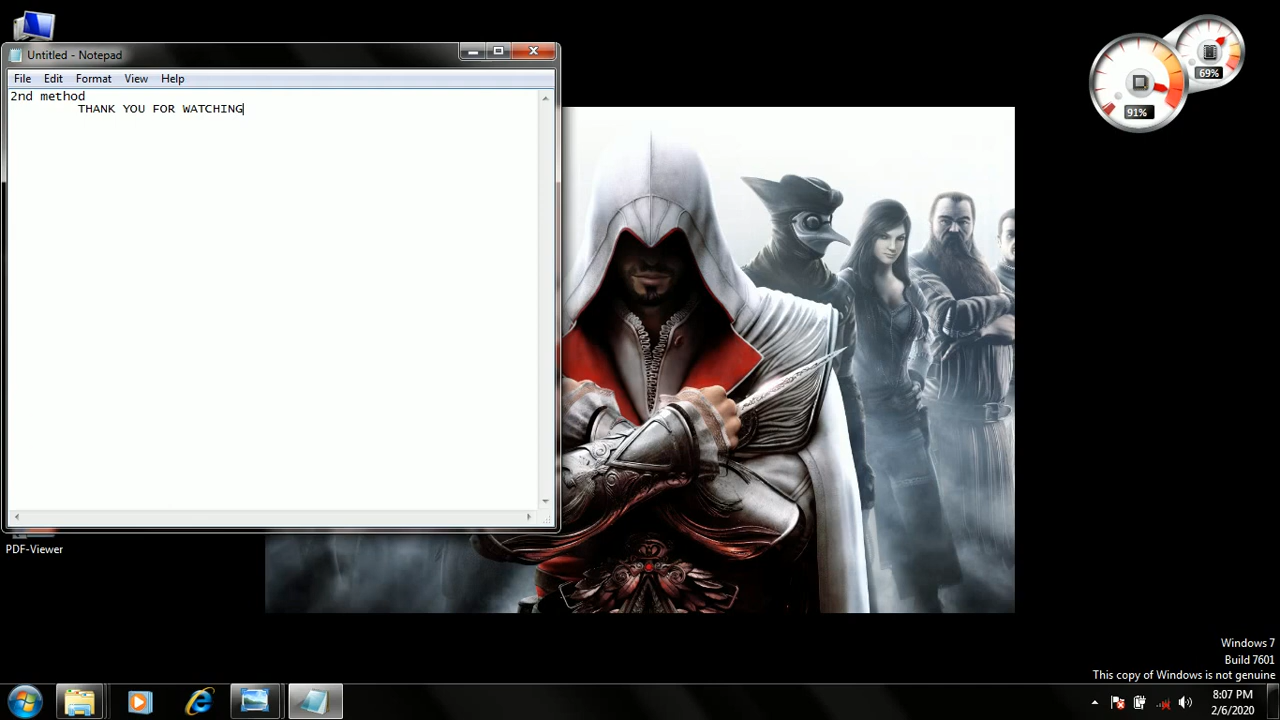 Untitled - Notepad
File Edit Format View Help
2nd method
THANK YOU FOR WATCHING
69%
91%
PDF-Viewer
Windows 7
Build 7601
This copy of Windows is not genuine
8:07 PM
2/6/2020